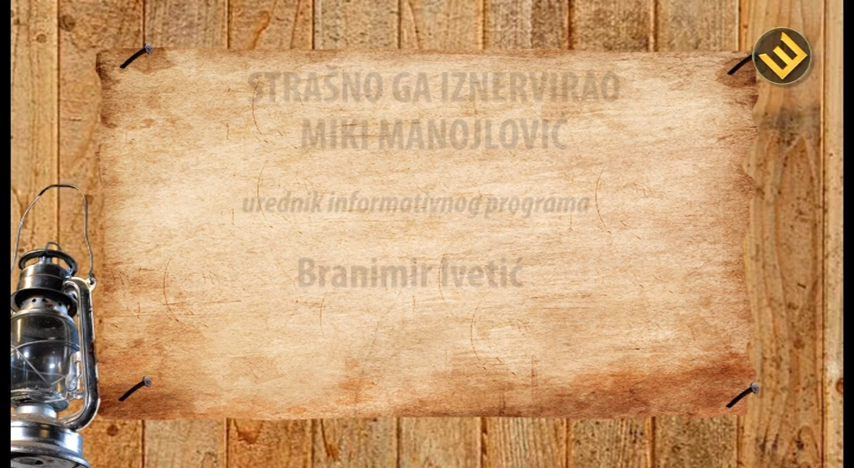 STRAŠNO GA IZNERVIRAO
MIKI MANOJLOVIĆ
urednik informativnog programa
Branimir Ivetić